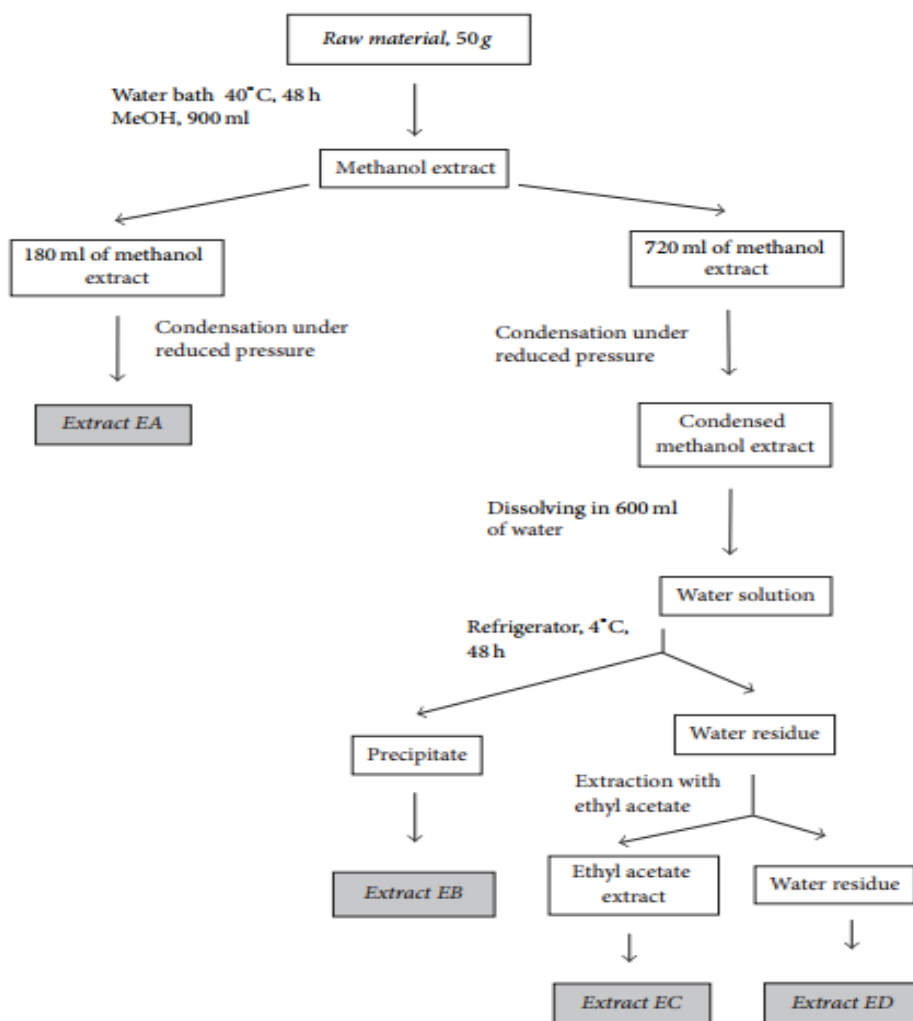 Raw material, 50 g
Water bath 40°C, 48 h
MeOH, 900 ml
Methanol extract
180 ml of methanol
extract
720 ml of methanol
extract
Condensation under
reduced pressure
Condensation under
reduced pressure
Extract EA
Condensed
methanol extract
Dissolving in 600 ml
of water
Water solution
Refrigerator, 4°C,
48 h
Precipitate
Water residue
Extraction with
ethyl acetate
Extract EB
Ethyl acetate
extract
Water residue
Extract EC
Extract ED